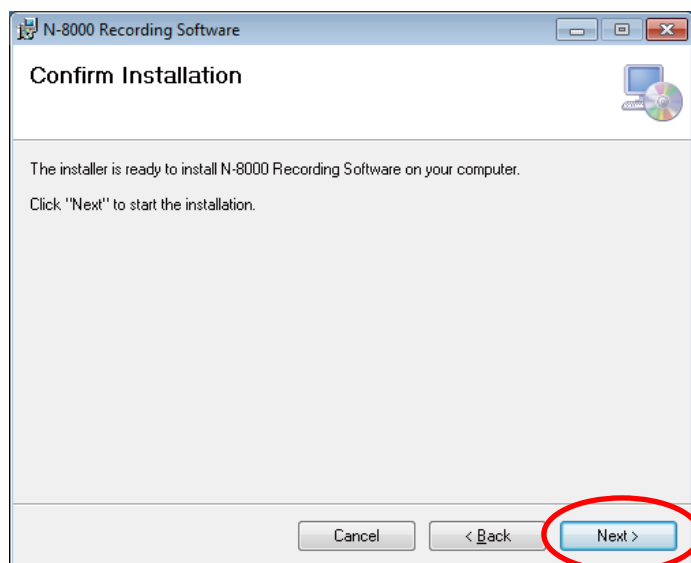 N-8000 Recording Software
Confirm Installation
The installer is ready to install N-8000 Recording Software on your computer.
Click "Next" to start the installation.
Cancel
< Back
Next >